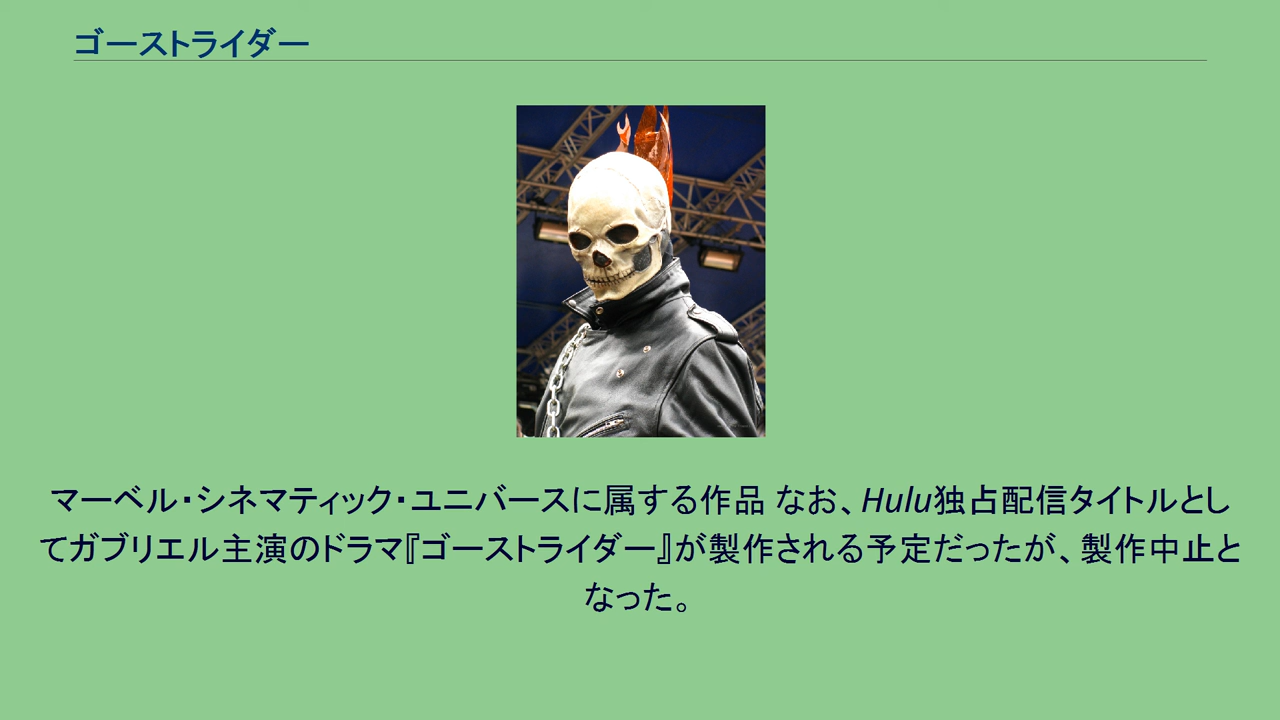 ゴーストライダー
マーベル・シネマティック・ユニバースに属する作品 なお、Hulu独占配信タイトルとし
てガブリエル主演のドラマ『ゴーストライダー』が製作される予定だったが、製作中止と
なった。